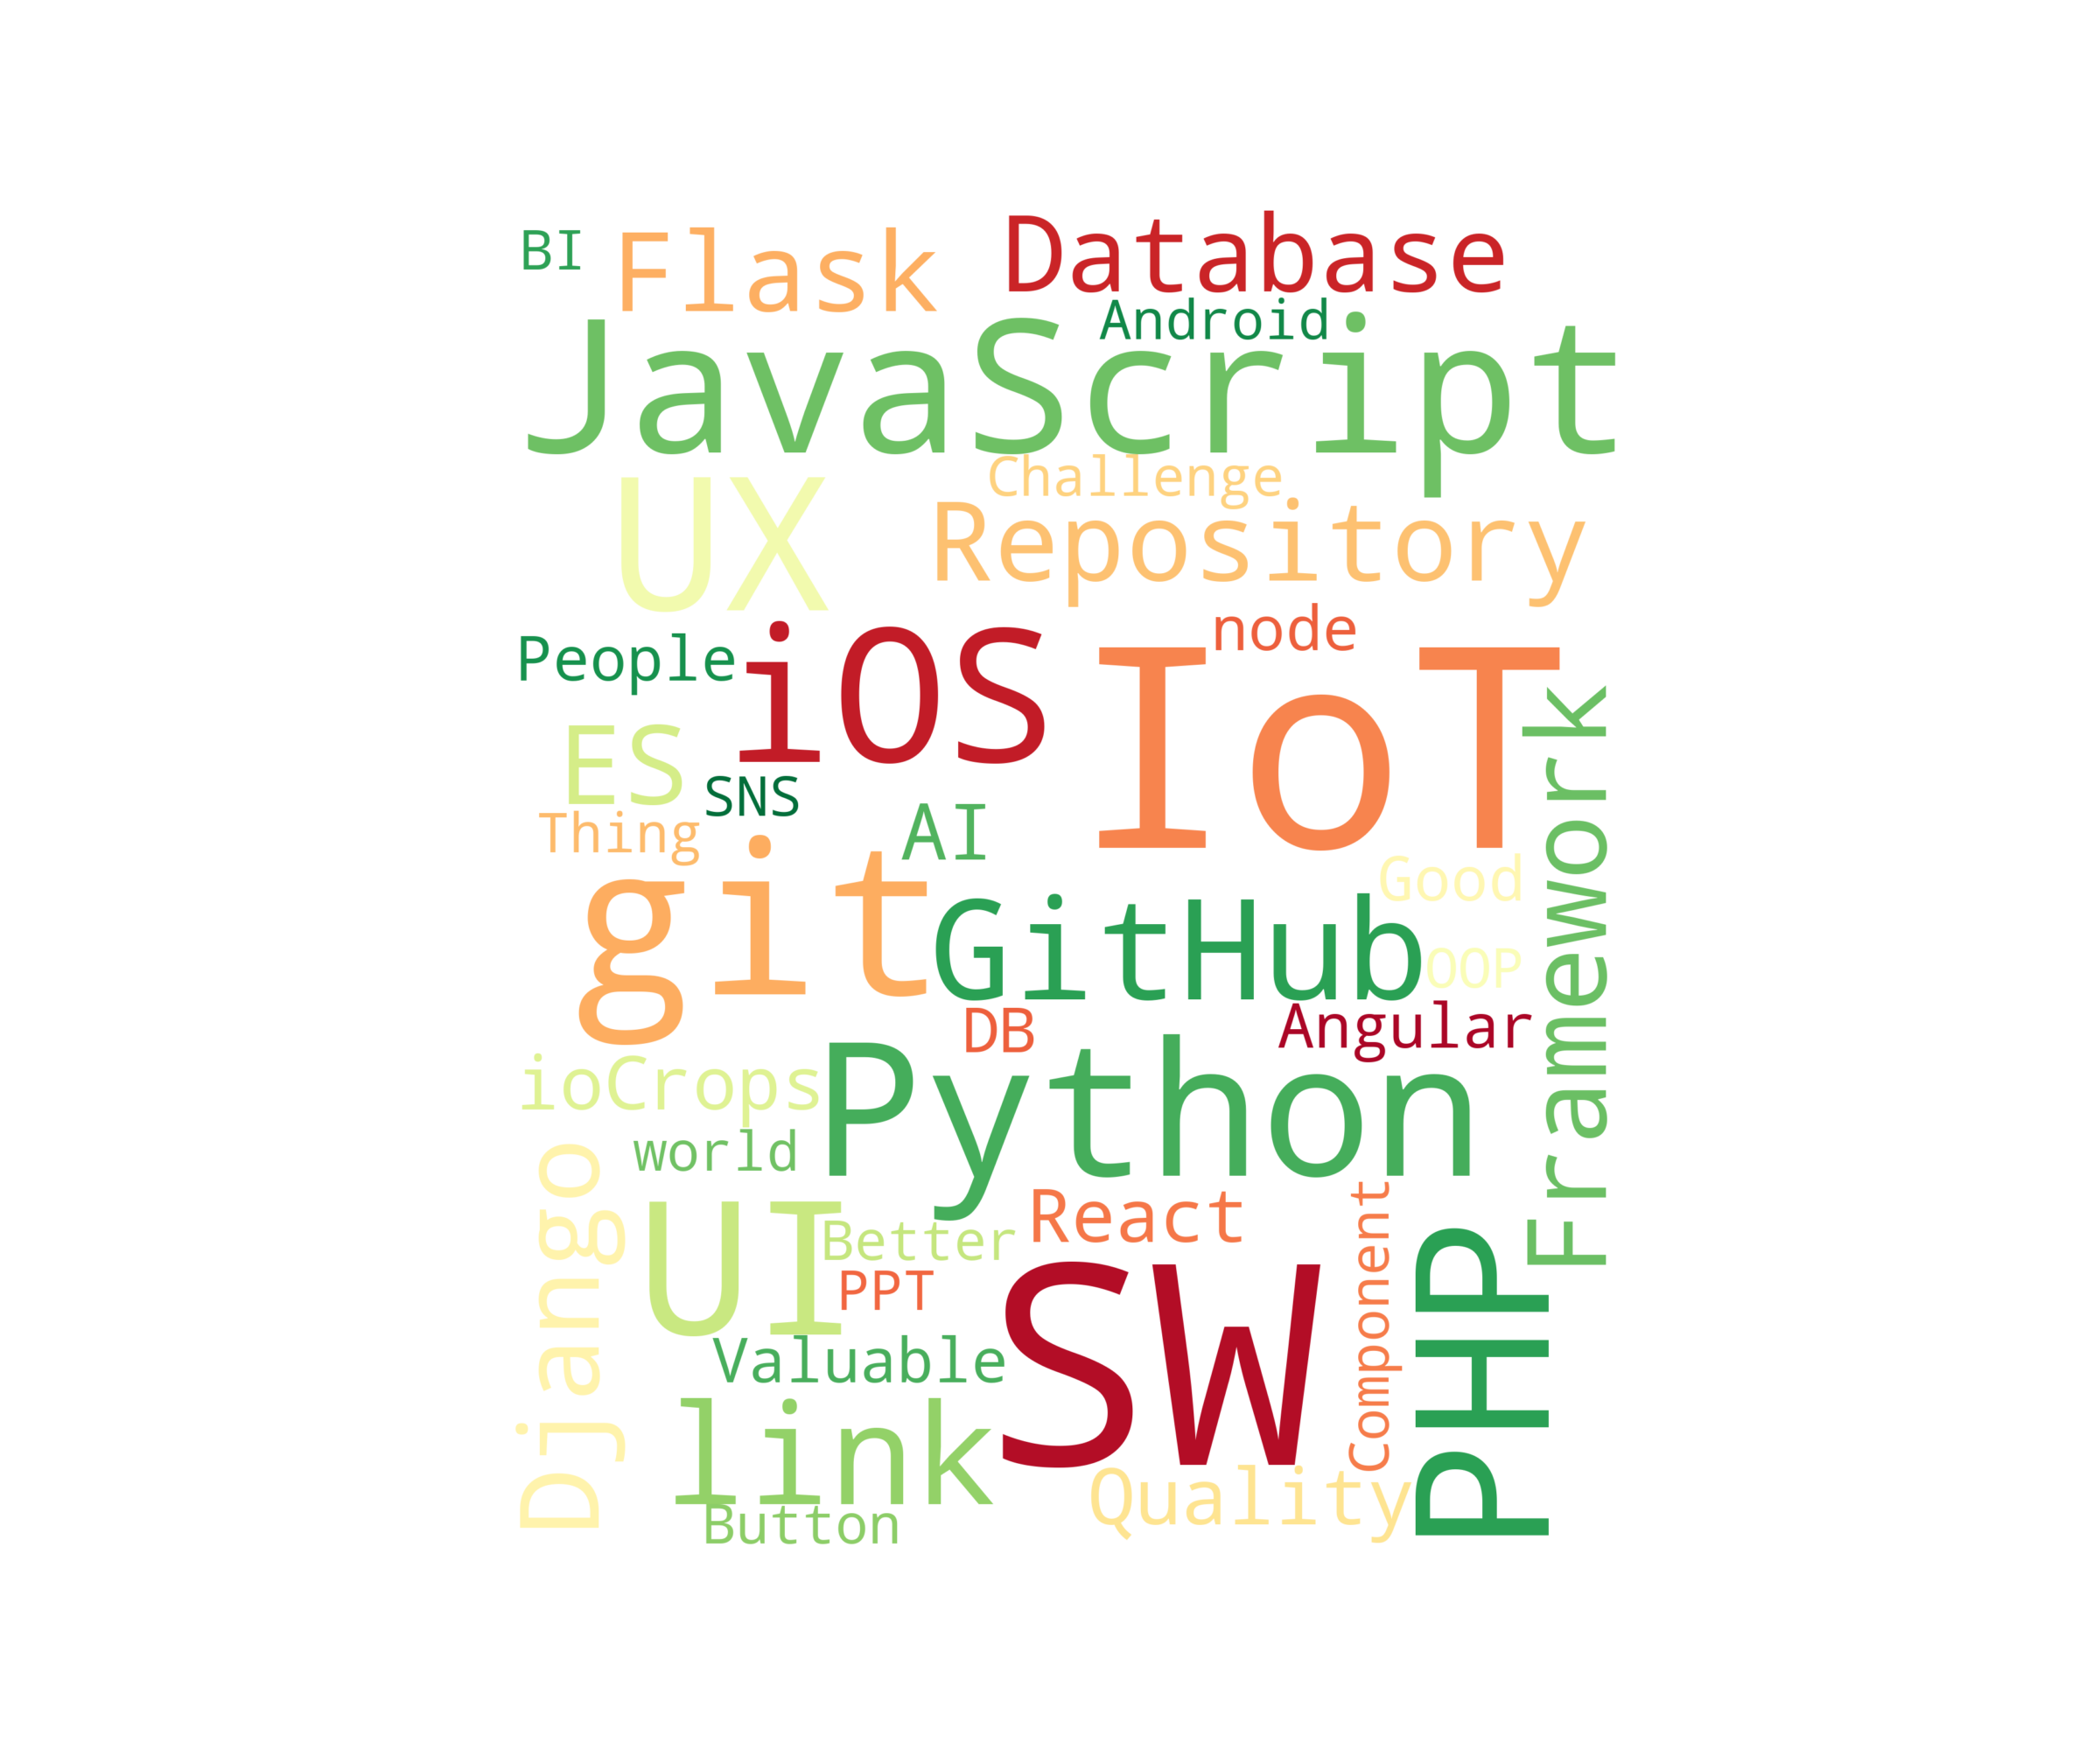 BI
Flask
Database
Android
JavaScript
Challenge
UX
Repository
node
People
iOS
IoT
ES
SNS
Thing
AI
git
Good
GitHub
OOP
Framework
DB
Angular
ioCrops
Python
world
React
Django
UI
Better
PPT
Component
SW
PHP
Valuable
link
Quality
Button